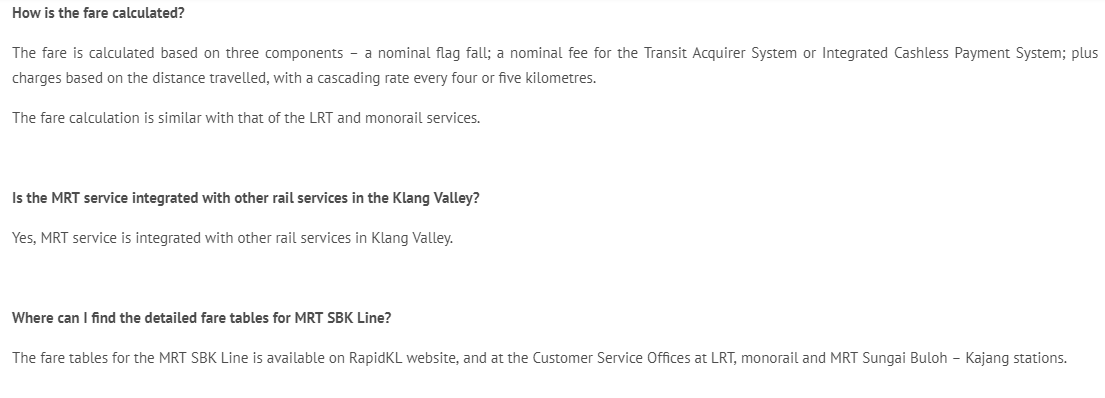 How is the fare calculated?
The fare is calculated based on three components – a nominal flag fall; a nominal fee for the Transit Acquirer System or Integrated Cashless Payment System; plus
charges based on the distance travelled, with a cascading rate every four or five kilometres.
The fare calculation is similar with that of the LRT and monorail services.
Is the MRT service integrated with other rail services in the Klang Valley?
Yes, MRT service is integrated with other rail services in Klang Valley.
Where can I find the detailed fare tables for MRT SBK Line?
The fare tables for the MRT SBK Line is available on RapidKL website, and at the Customer Service Offices at LRT, monorail and MRT Sungai Buloh – Kajang stations.